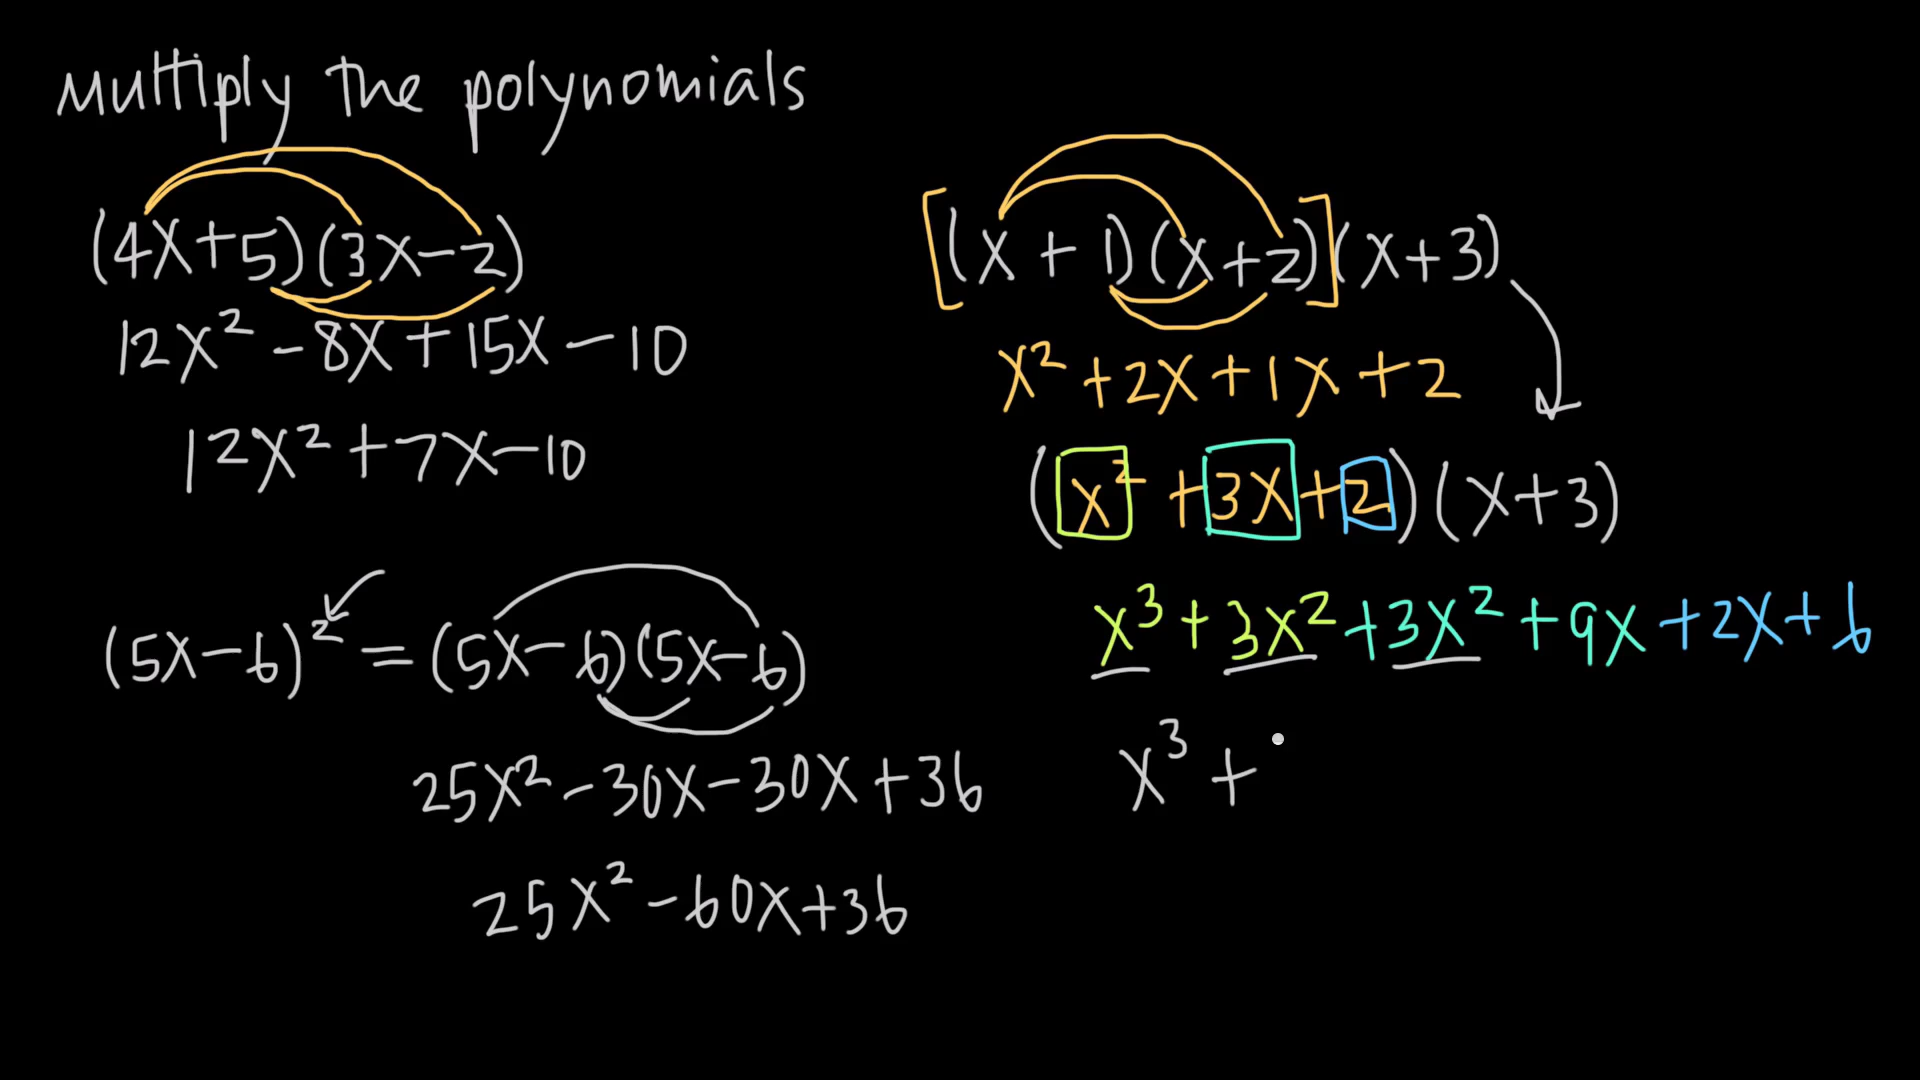 Multiply the polynomials
(4x+5)(3x-2)
12x² - 8x + 15x - 10
12x² + 7x - 10
(5x-6)² = (5x-6)(5x-6)
25x² - 30x - 30x + 36
25x² - 60x + 36
[(x + 1)(x+2)](x+3)
x² + 2x + 1x + 2
(x² + 3x + 2)(x+3)
x³ + 3x² + 3x² + 9x + 2x + 6
x³ +